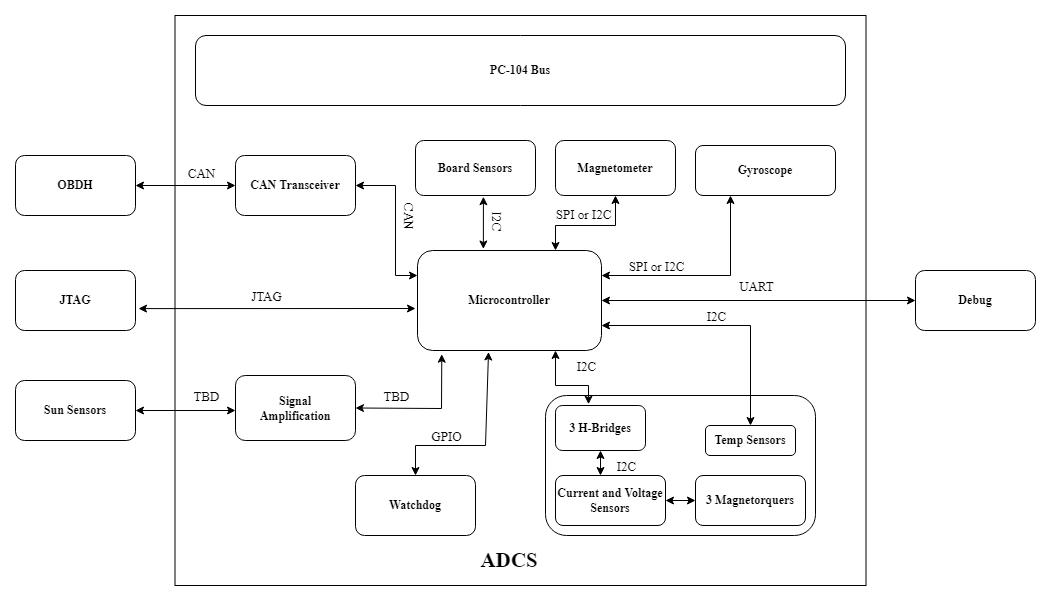 PC-104 Bus
OBDH
CAN
CAN Transceiver
CAN
Board Sensors
I2C
Magnetometer
SPI or I2C
Gyroscope
SPI or I2C
JTAG
JTAG
Microcontroller
UART
Debug
I2C
Sun Sensors
TBD
Signal
Amplification
TBD
GPIO
Watchdog
I2C
3 H-Bridges
Temp Sensors
I2C
Current and Voltage
Sensors
3 Magnetorquers
ADCS